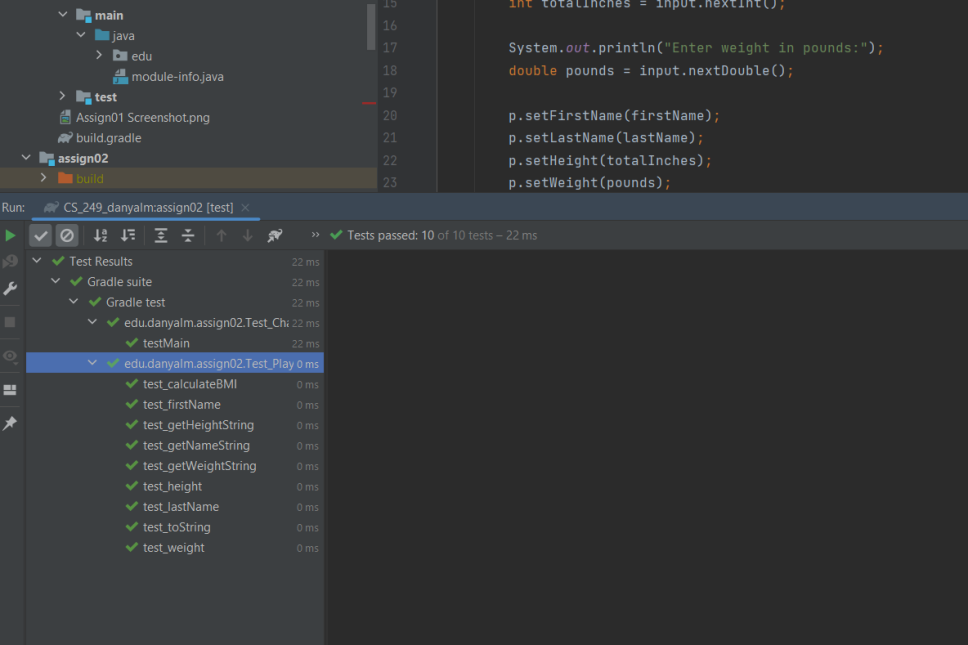 main
java
edu
module-info.java
test
Assign01 Screenshot.png
build.gradle
assign02
build
15 int totalInches = input.nextInt();
16
17 System.out.println("Enter weight in pounds:");
18 double pounds = input.nextDouble();
19
20 p.setFirstName(firstName);
21 p.setLastName(lastName);
22 p.setHeight(totalInches);
23 p.setWeight(pounds);
Run: CS_249_danyalm:assign02 [test]
Tests passed: 10 of 10 tests – 22 ms
Test Results 22 ms
Gradle suite 22 ms
Gradle test 22 ms
edu.danyalm.assign02.Test_Cha 22 ms
testMain 22 ms
edu.danyalm.assign02.Test_Play 0 ms
test_calculateBMI 0 ms
test_firstName 0 ms
test_getHeightString 0 ms
test_getNameString 0 ms
test_getWeightString 0 ms
test_height 0 ms
test_lastName 0 ms
test_toString 0 ms
test_weight 0 ms